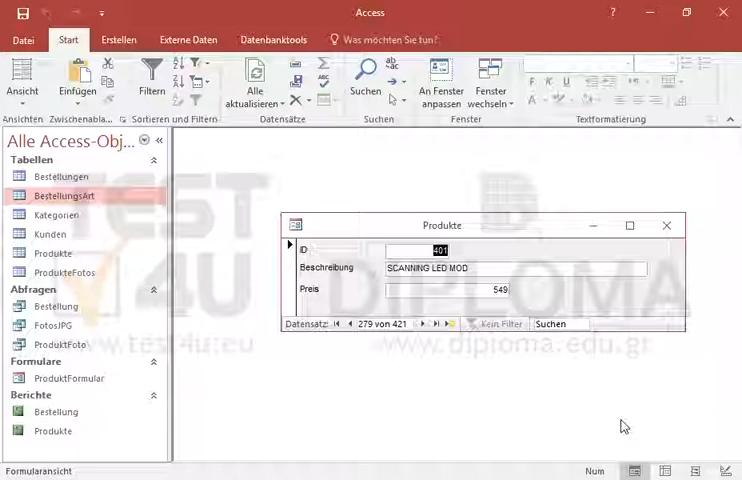 Access
Datei Start Erstellen Externe Daten Datenbanktools Was möchten Sie tun?
Ansicht Einfügen Filtern Alle aktualisieren Suchen An Fenster anpassen Fenster wechseln
F K U
Ansichten Zwischenabla... Sortieren und Filtern Datensätze Suchen Fenster Textformatierung
Alle Access-Obj...
Tabellen
Bestellungen
BestellungsArt
Kategorien
Kunden
Produkte
ProdukteFotos
Abfragen
Bestellung
FotosJPG
ProduktFoto
Formulare
ProduktFormular
Berichte
Bestellung
Produkte
Produkte
ID 401
Beschreibung SCANNING LED MOD
Preis 549
Datensatz: 279 von 421 Kein Filter Suchen
TEST 4U
www.test4u.eu
DIPLOMA
www.diploma.edu.gr
Formularansicht Num